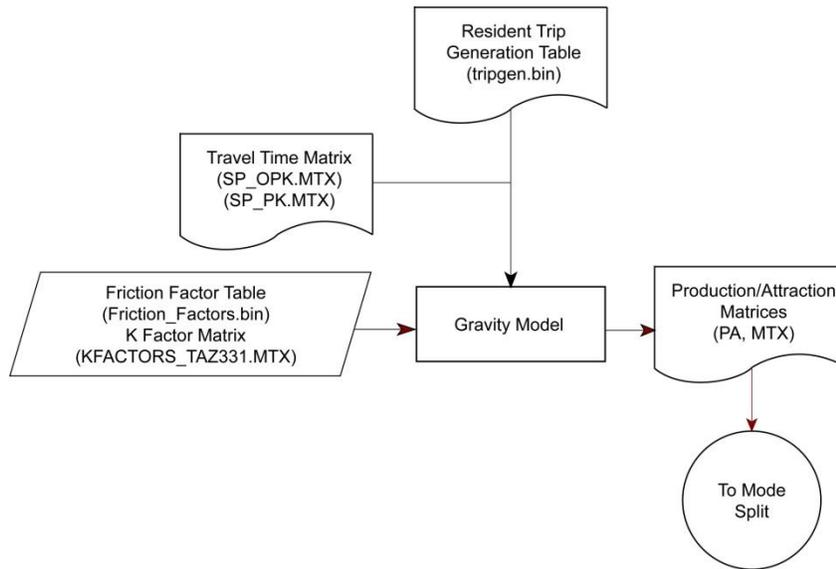 Resident Trip
Generation Table
(tripgen.bin)
Travel Time Matrix
(SP_OPK.MTX)
(SP_PK.MTX)
Friction Factor Table
(Friction_Factors.bin)
K Factor Matrix
(KFACTORS_TAZ331.MTX)
Gravity Model
Production/Attraction
Matrices
(PA, MTX)
To Mode
Split